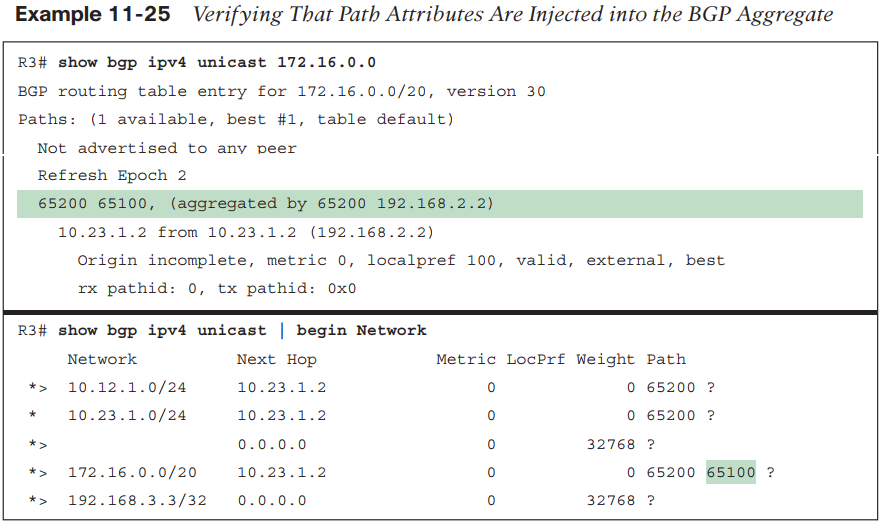 Example 11-25 Verifying That Path Attributes Are Injected into the BGP Aggregate
R3# show bgp ipv4 unicast 172.16.0.0
BGP routing table entry for 172.16.0.0/20, version 30
Paths: (1 available, best #1, table default)
Not advertised to any peer
Refresh Epoch 2
65200 65100, (aggregated by 65200 192.168.2.2)
10.23.1.2 from 10.23.1.2 (192.168.2.2)
Origin incomplete, metric 0, localpref 100, valid, external, best
rx pathid: 0, tx pathid: 0x0
R3# show bgp ipv4 unicast | begin Network
Network Next Hop Metric LocPrf Weight Path
*> 10.12.1.0/24 10.23.1.2 0 0 65200 ?
* 10.23.1.0/24 10.23.1.2 0 0 65200 ?
*> 0.0.0.0 0 32768 ?
*> 172.16.0.0/20 10.23.1.2 0 0 65200 65100 ?
*> 192.168.3.3/32 0.0.0.0 0 32768 ?